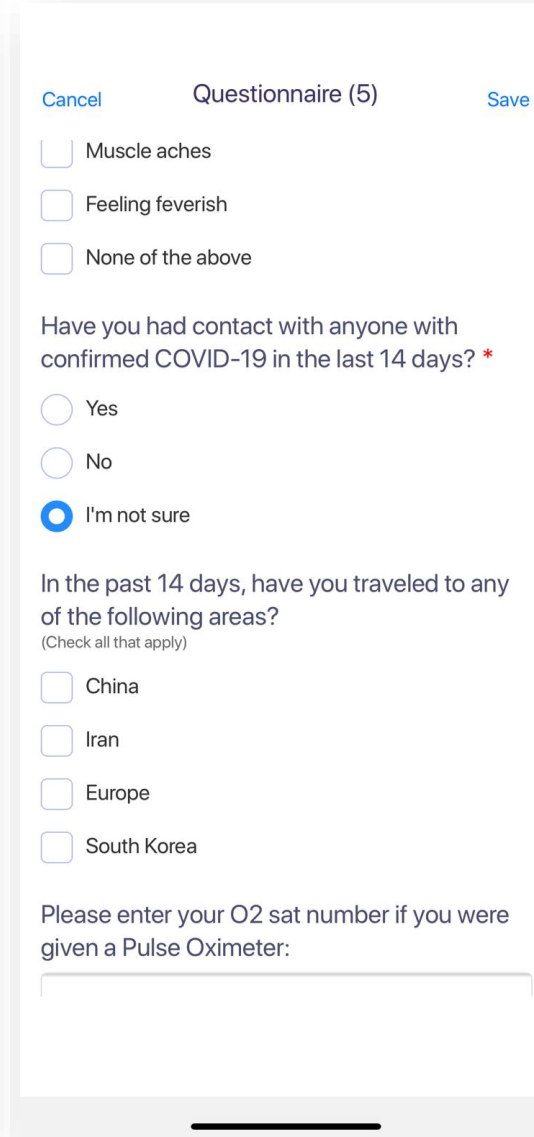 Cancel Questionnaire (5) Save
Muscle aches
Feeling feverish
None of the above
Have you had contact with anyone with
confirmed COVID-19 in the last 14 days? *
Yes
No
I'm not sure
In the past 14 days, have you traveled to any
of the following areas?
(Check all that apply)
China
Iran
Europe
South Korea
Please enter your O2 sat number if you were
given a Pulse Oximeter: